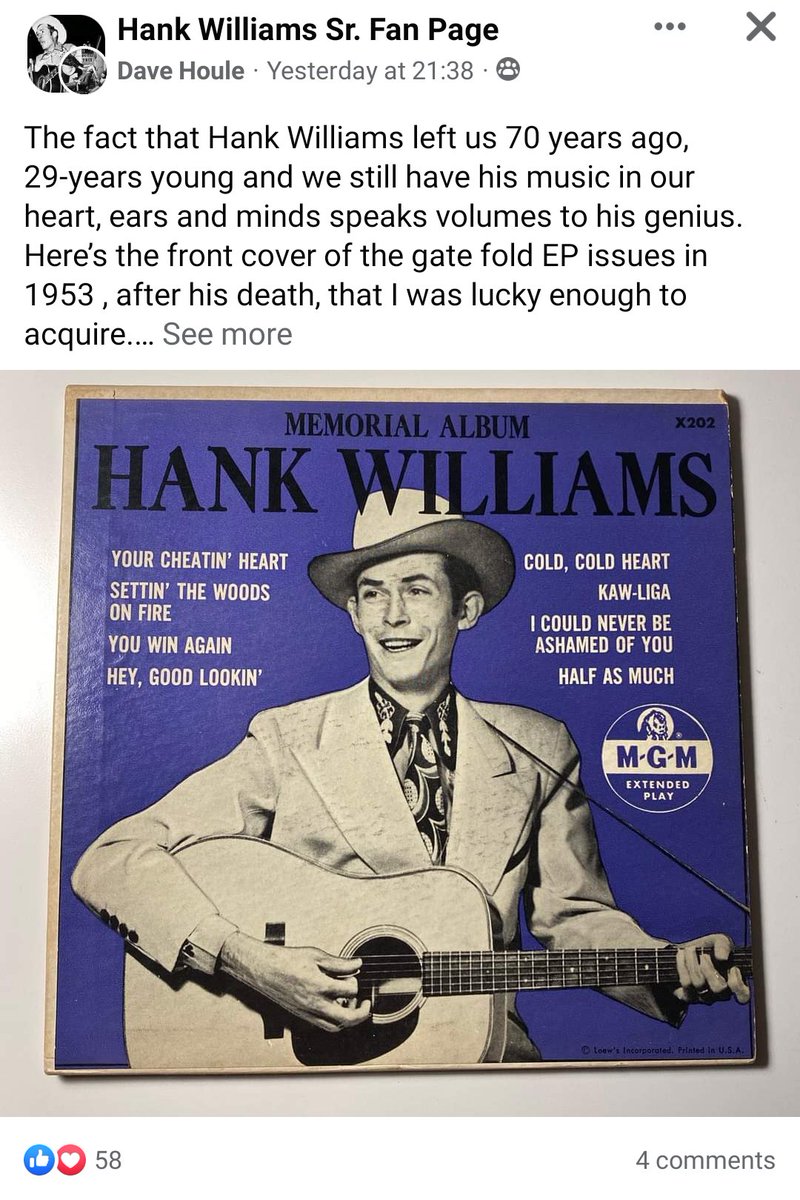 Hank Williams Sr. Fan Page
Dave Houle · Yesterday at 21:38 ·
The fact that Hank Williams left us 70 years ago,
29-years young and we still have his music in our
heart, ears and minds speaks volumes to his genius.
Here’s the front cover of the gate fold EP issues in
1953 , after his death, that I was lucky enough to
acquire.... See more
MEMORIAL ALBUM
X202
HANK WILLIAMS
YOUR CHEATIN' HEART
SETTIN' THE WOODS
ON FIRE
YOU WIN AGAIN
HEY, GOOD LOOKIN'
COLD, COLD HEART
KAW-LIGA
I COULD NEVER BE
ASHAMED OF YOU
HALF AS MUCH
®
M-G-M
EXTENDED
PLAY
© Loew's Incorporated. Printed in U.S.A.
58
4 comments